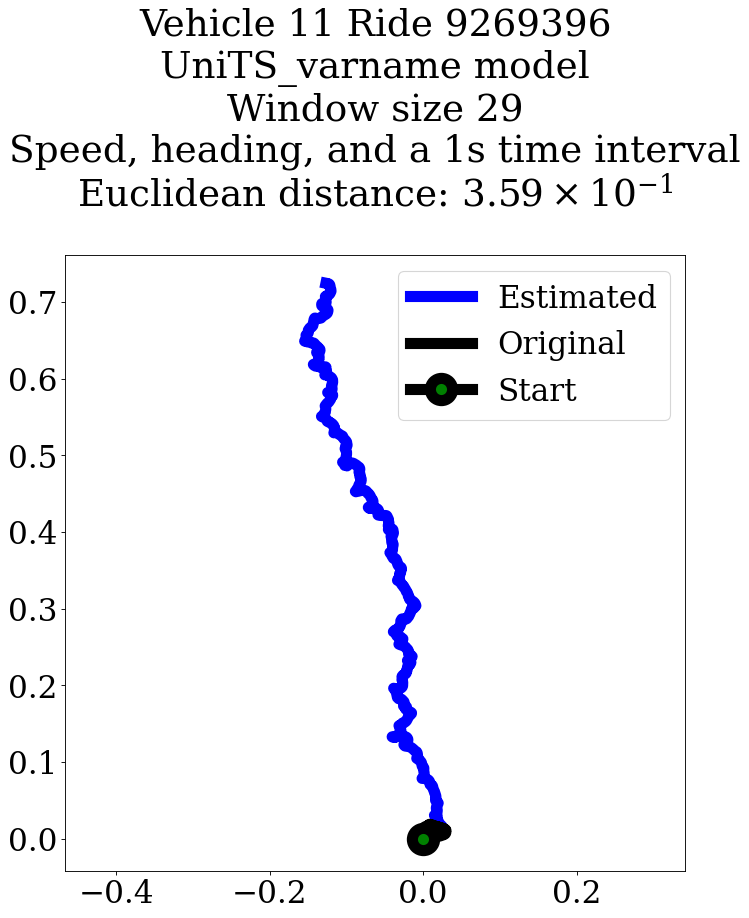 Vehicle 11 Ride 9269396
UniTS_varname model
Window size 29
Speed, heading, and a 1s time interval
Euclidean distance: 3.59 × 10⁻¹
Estimated
Original
Start
0.7
0.6
0.5
0.4
0.3
0.2
0.1
0.0
−0.4
−0.2
0.0
0.2